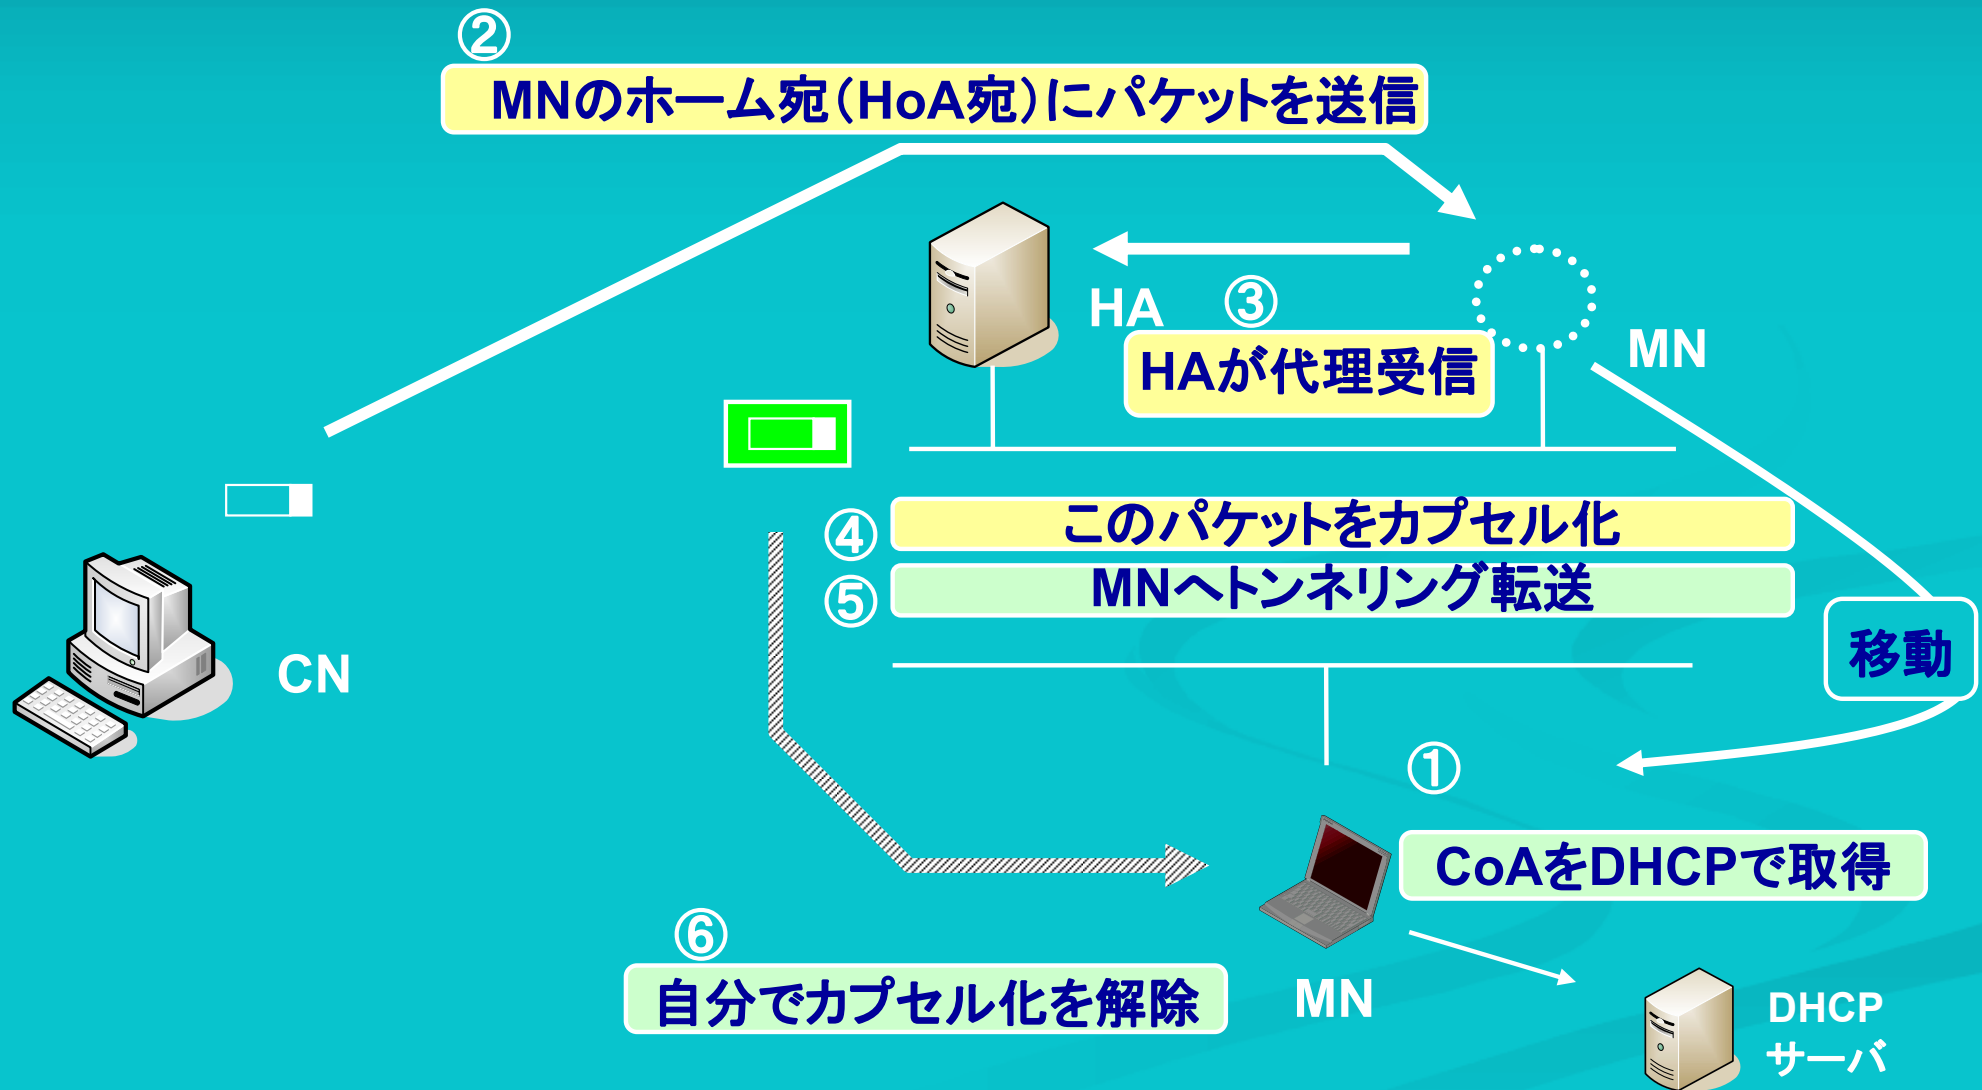 ②
MNのホーム宛（HoA宛）にパケットを送信
HA
③
HAが代理受信
MN
④
このパケットをカプセル化
⑤
MNへトンネリング転送
移動
CN
①
CoAをDHCPで取得
⑥
自分でカプセル化を解除
MN
DHCP
サーバ